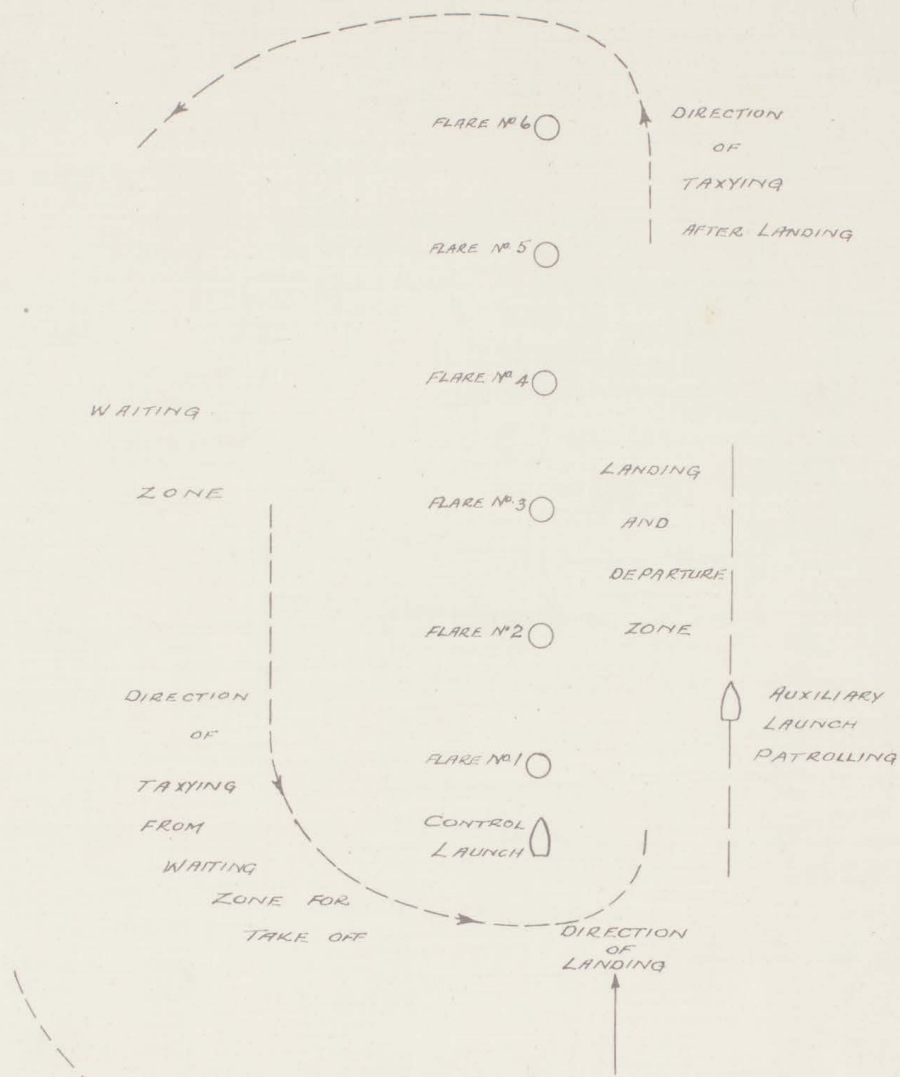 FLARE Nº 6
DIRECTION
OF
TAXYING
AFTER LANDING
FLARE Nº 5
FLARE Nº 4
WAITING
ZONE
FLARE Nº 3
LANDING
AND
DEPARTURE
ZONE
FLARE Nº 2
DIRECTION
OF
TAXYING
FROM
WAITING
ZONE FOR
TAKE OFF
AUXILIARY
LAUNCH
PATROLLING
FLARE Nº 1
CONTROL
LAUNCH
DIRECTION
OF
LANDING